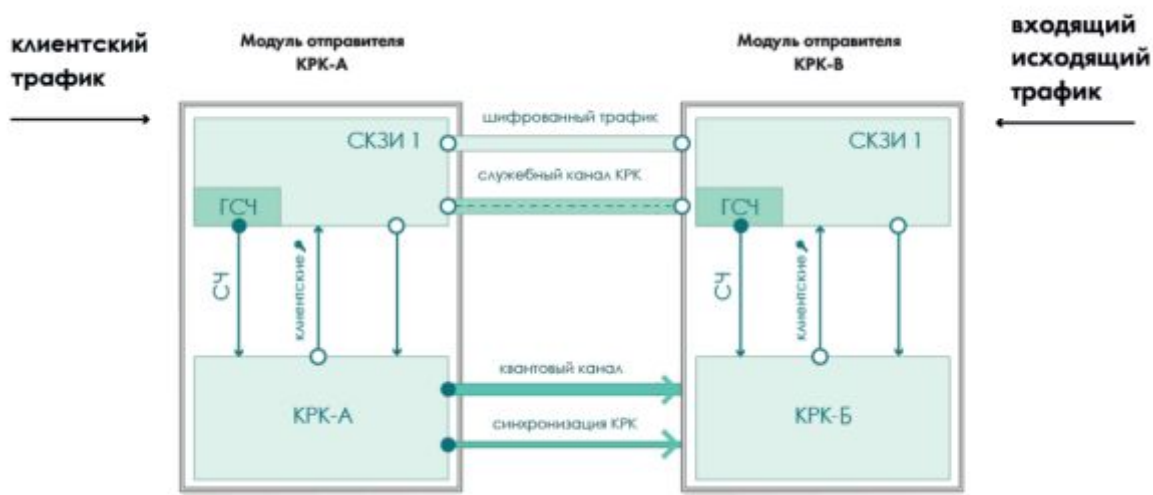 клиентский
трафик
Модуль отправителя
КРК-А
Модуль отправителя
КРК-В
входящий
исходящий
трафик
шифрованный трафик
СКЗИ 1
СКЗИ 1
служебный канал КРК
ГСЧ
ГСЧ
СЧ
клиентские
СЧ
клиентские
квантовый канал
КРК-А
КРК-Б
синхронизация КРК